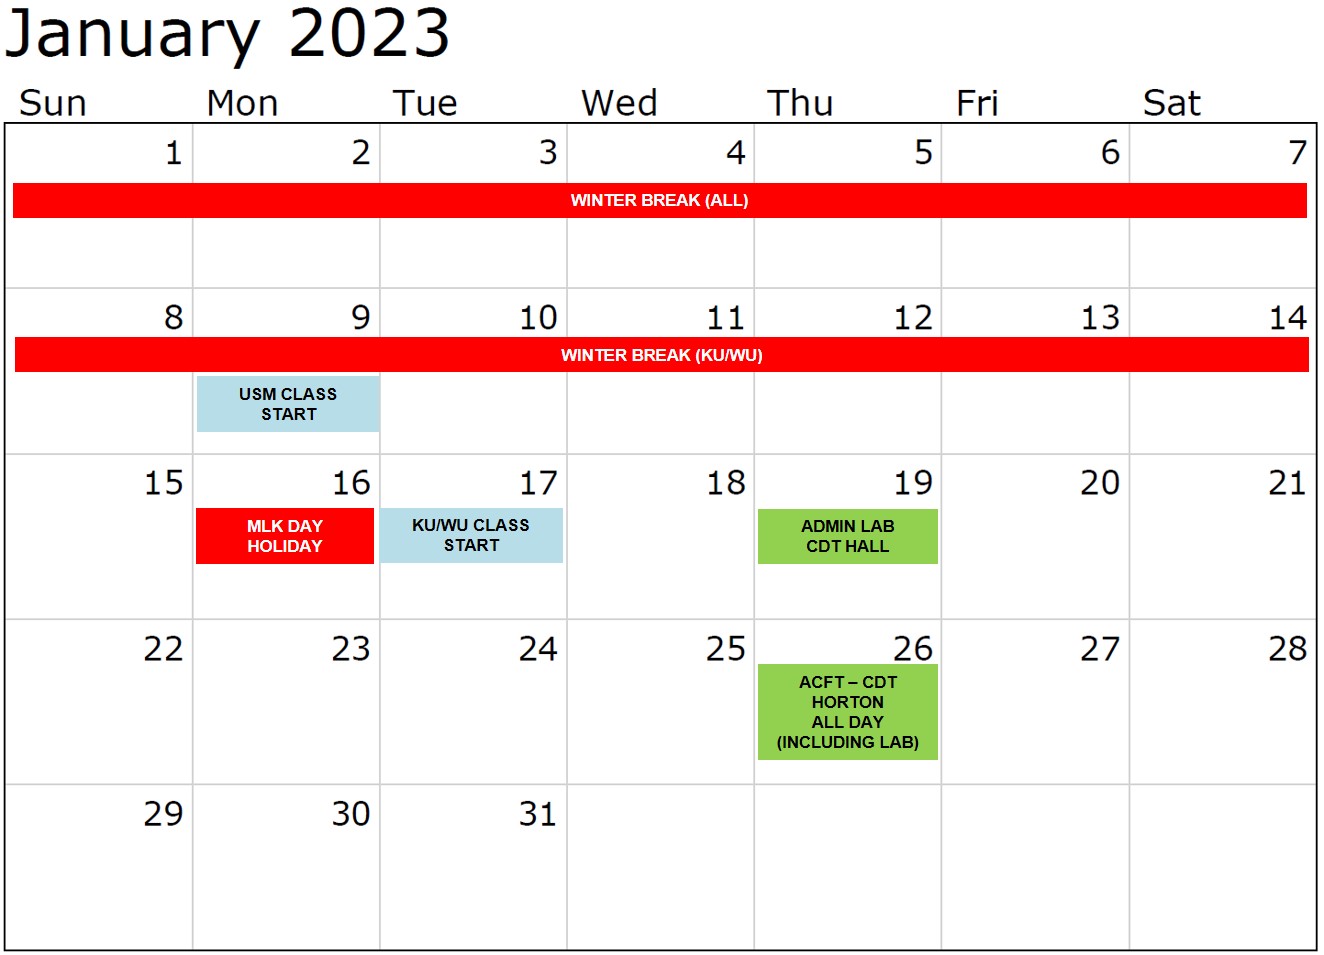 January 2023
Sun Mon Tue Wed Thu Fri Sat
1 2 3 4 5 6 7
WINTER BREAK (ALL)
8 9 10 11 12 13 14
WINTER BREAK (KU/WU)
USM CLASS
START
15 16 17 18 19 20 21
MLK DAY
HOLIDAY
KU/WU CLASS
START
ADMIN LAB
CDT HALL
22 23 24 25 26 27 28
ACFT – CDT
HORTON
ALL DAY
(INCLUDING LAB)
29 30 31